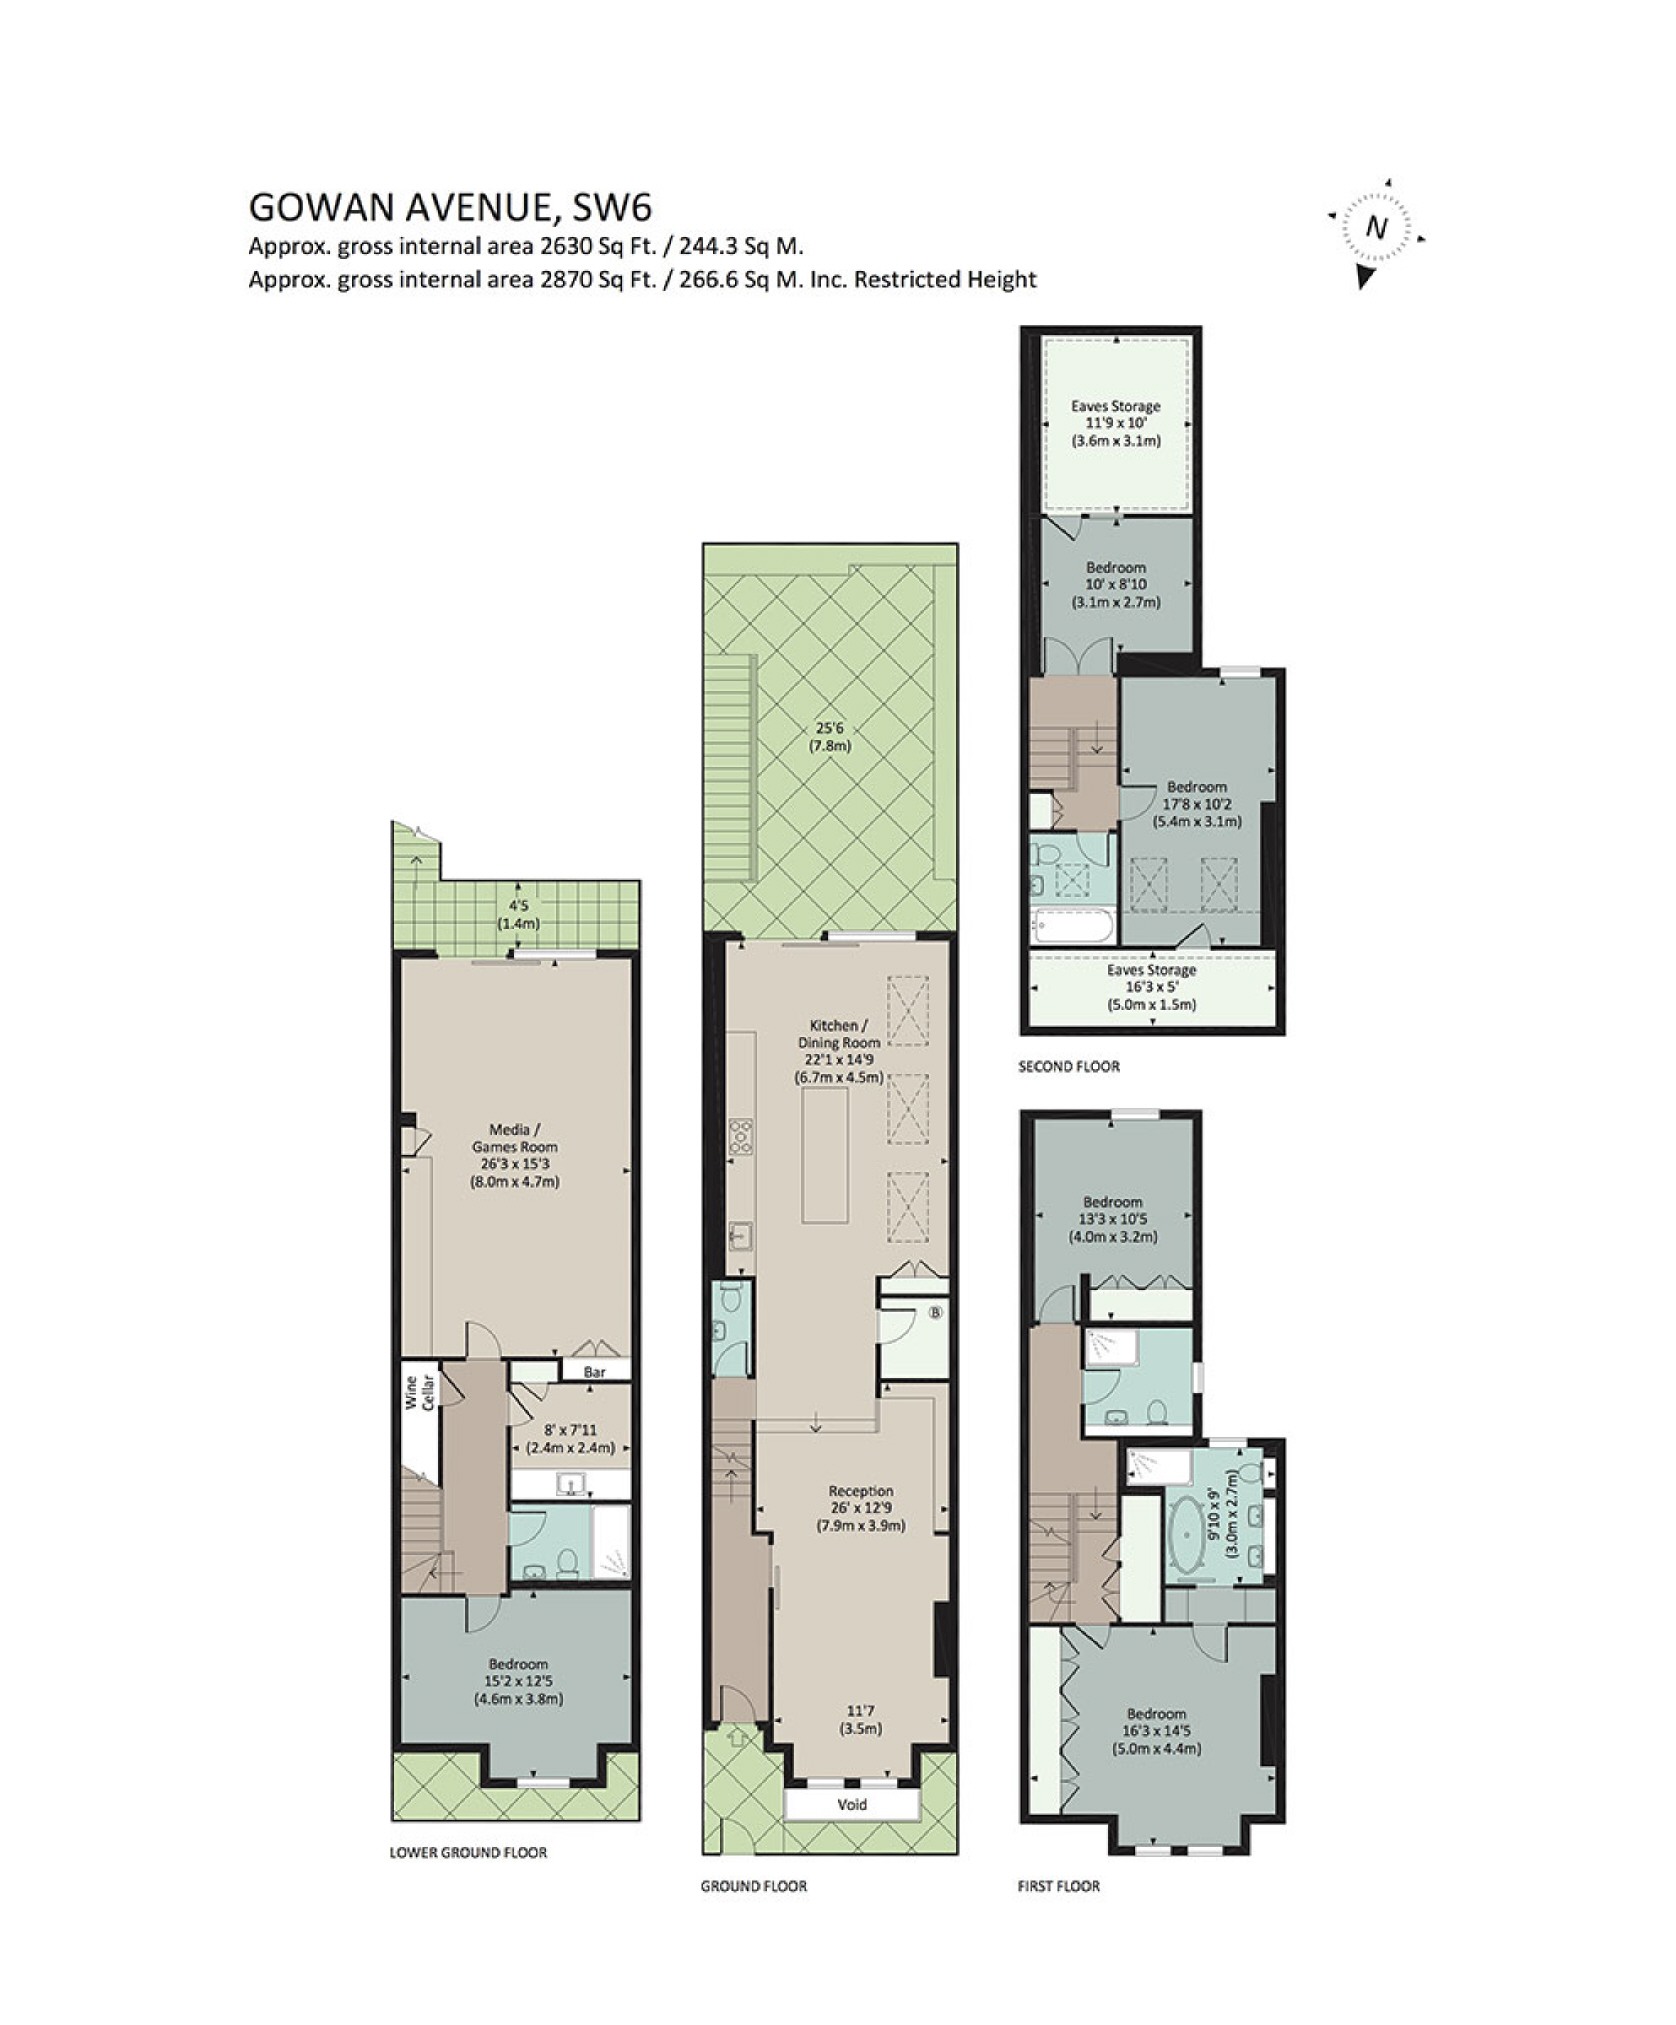 GOWAN AVENUE, SW6
Approx. gross internal area 2630 Sq Ft. / 244.3 Sq M.
Approx. gross internal area 2870 Sq Ft. / 266.6 Sq M. Inc. Restricted Height
N
Eaves Storage
11'9 x 10'
(3.6m x 3.1m)
Bedroom
10' x 8'10
(3.1m x 2.7m)
Bedroom
17'8 x 10'2
(5.4m x 3.1m)
Eaves Storage
16'3 x 5'
(5.0m x 1.5m)
SECOND FLOOR
4'5
(1.4m)
Media /
Games Room
26'3 x 15'3
(8.0m x 4.7m)
Bar
Wine
Cellar
8' x 7'11
(2.4m x 2.4m)
Bedroom
15'2 x 12'5
(4.6m x 3.8m)
LOWER GROUND FLOOR
25'6
(7.8m)
Kitchen /
Dining Room
22'1 x 14'9
(6.7m x 4.5m)
B
Reception
26' x 12'9
(7.9m x 3.9m)
11'7
(3.5m)
Void
GROUND FLOOR
Bedroom
13'3 x 10'5
(4.0m x 3.2m)
9'10 x 9'
(3.0m x 2.7m)
Bedroom
16'3 x 14'5
(5.0m x 4.4m)
FIRST FLOOR